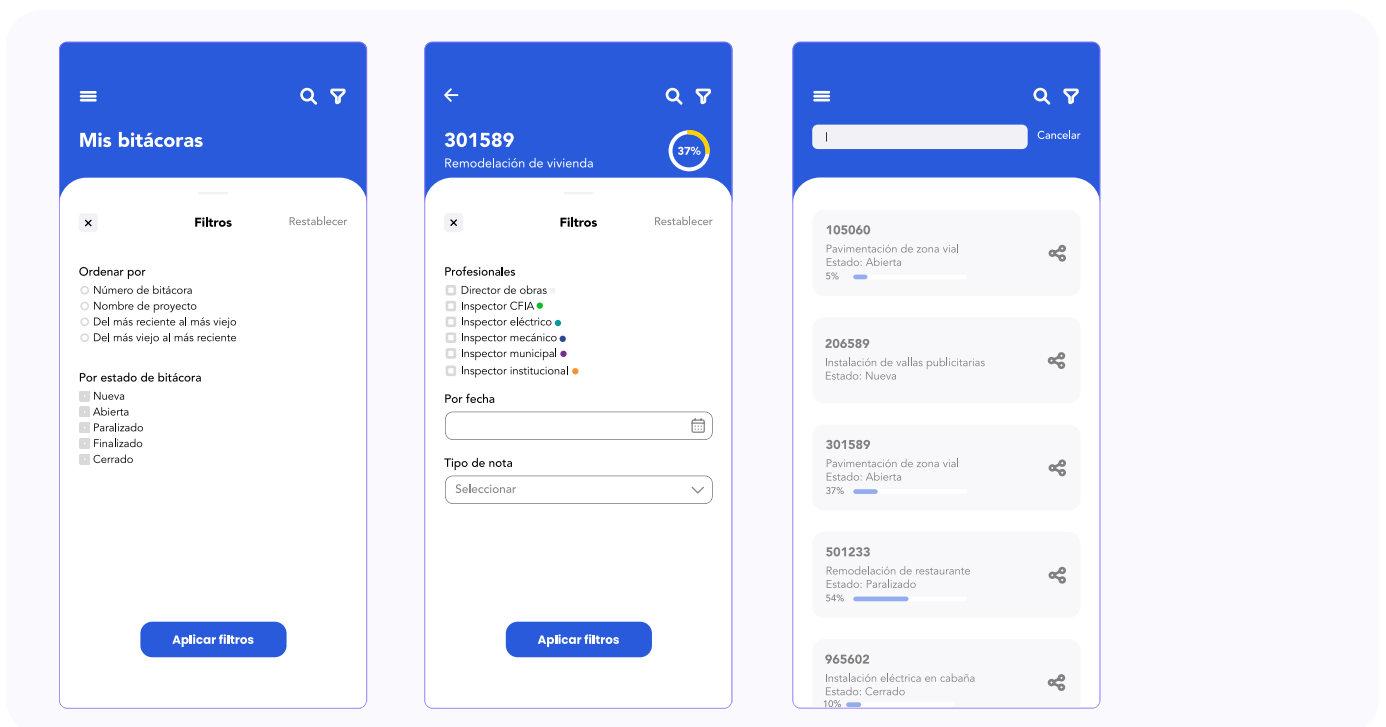 Mis bitácoras
Filtros
Restablecer
Ordenar por
Número de bitácora
Nombre de proyecto
Del más reciente al más viejo
Del más viejo al más reciente
Por estado de bitácora
Nueva
Abierta
Paralizado
Finalizado
Cerrado
Aplicar filtros
301589
Remodelación de vivienda
37%
Filtros
Restablecer
Profesionales
Director de obras
Inspector CFIA
Inspector eléctrico
Inspector mecánico
Inspector municipal
Inspector institucional
Por fecha
Tipo de nota
Seleccionar
Aplicar filtros
Cancelar
105060
Pavimentación de zona vial
Estado: Abierta
5%
206589
Instalación de vallas publicitarias
Estado: Nueva
301589
Pavimentación de zona vial
Estado: Abierta
37%
501233
Remodelación de restaurante
Estado: Paralizado
54%
965602
Instalación eléctrica en cabaña
Estado: Cerrado
10%